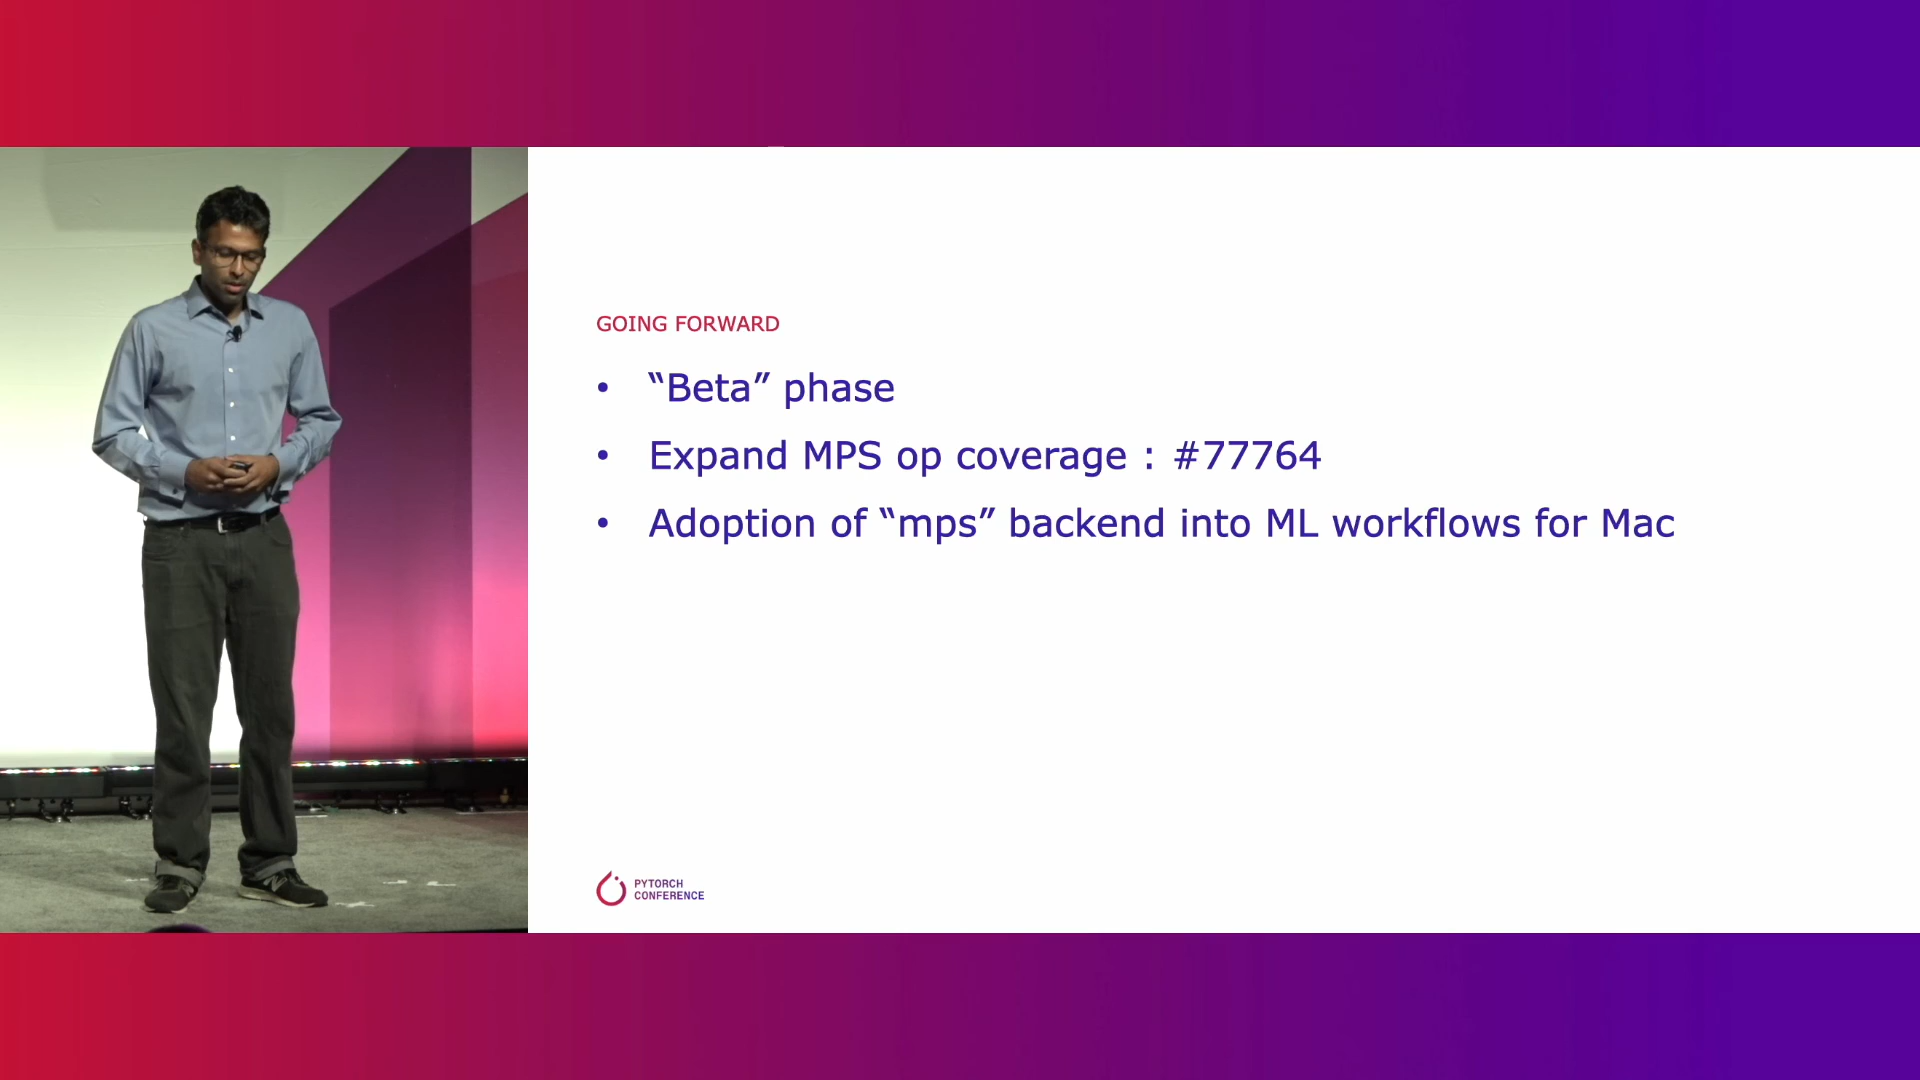 GOING FORWARD
• “Beta” phase
• Expand MPS op coverage : #77764
• Adoption of “mps” backend into ML workflows for Mac
PYTORCH
CONFERENCE